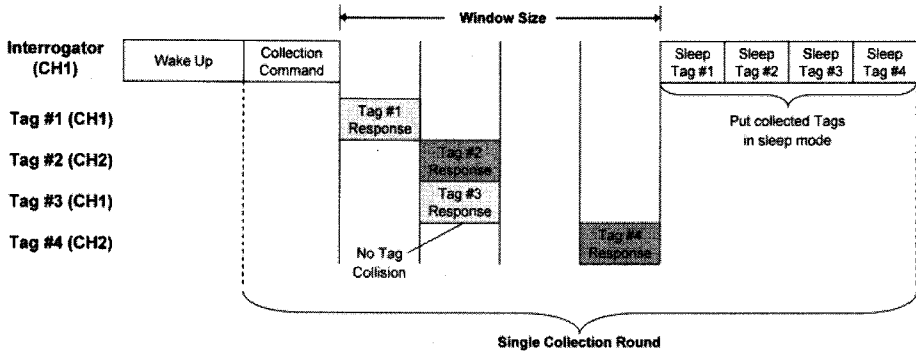 Window Size
Interrogator
(CH1)
Wake Up
Collection
Command
Sleep
Tag #1
Sleep
Tag #2
Sleep
Tag #3
Sleep
Tag #4
Tag #1 (CH1)
Tag #1
Response
Put collected Tags
in sleep mode
Tag #2 (CH2)
Tag #2
Response
Tag #3 (CH1)
Tag #3
Response
Tag #4 (CH2)
Tag #4
Response
No Tag
Collision
Single Collection Round